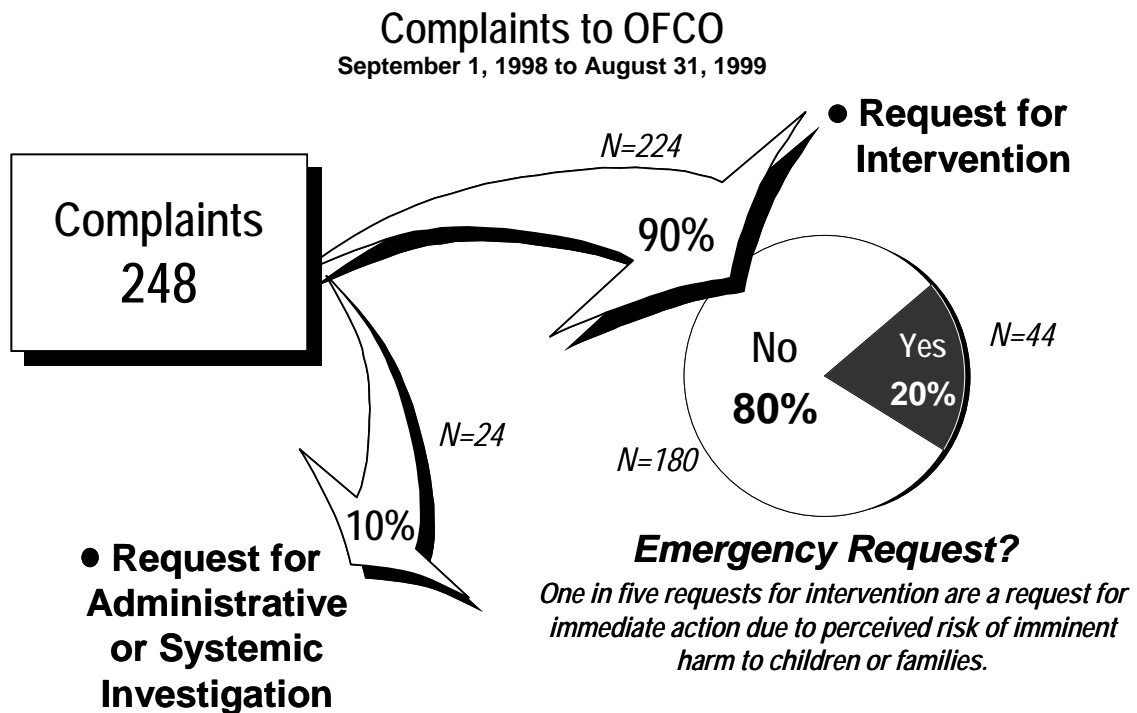 Complaints to OFCO
September 1, 1998 to August 31, 1999
Complaints
248
N=224
90%
● Request for
Intervention
No
80%
Yes
20%
N=44
N=180
Emergency Request?
One in five requests for intervention are a request for
immediate action due to perceived risk of imminent
harm to children or families.
N=24
10%
● Request for
Administrative
or Systemic
Investigation